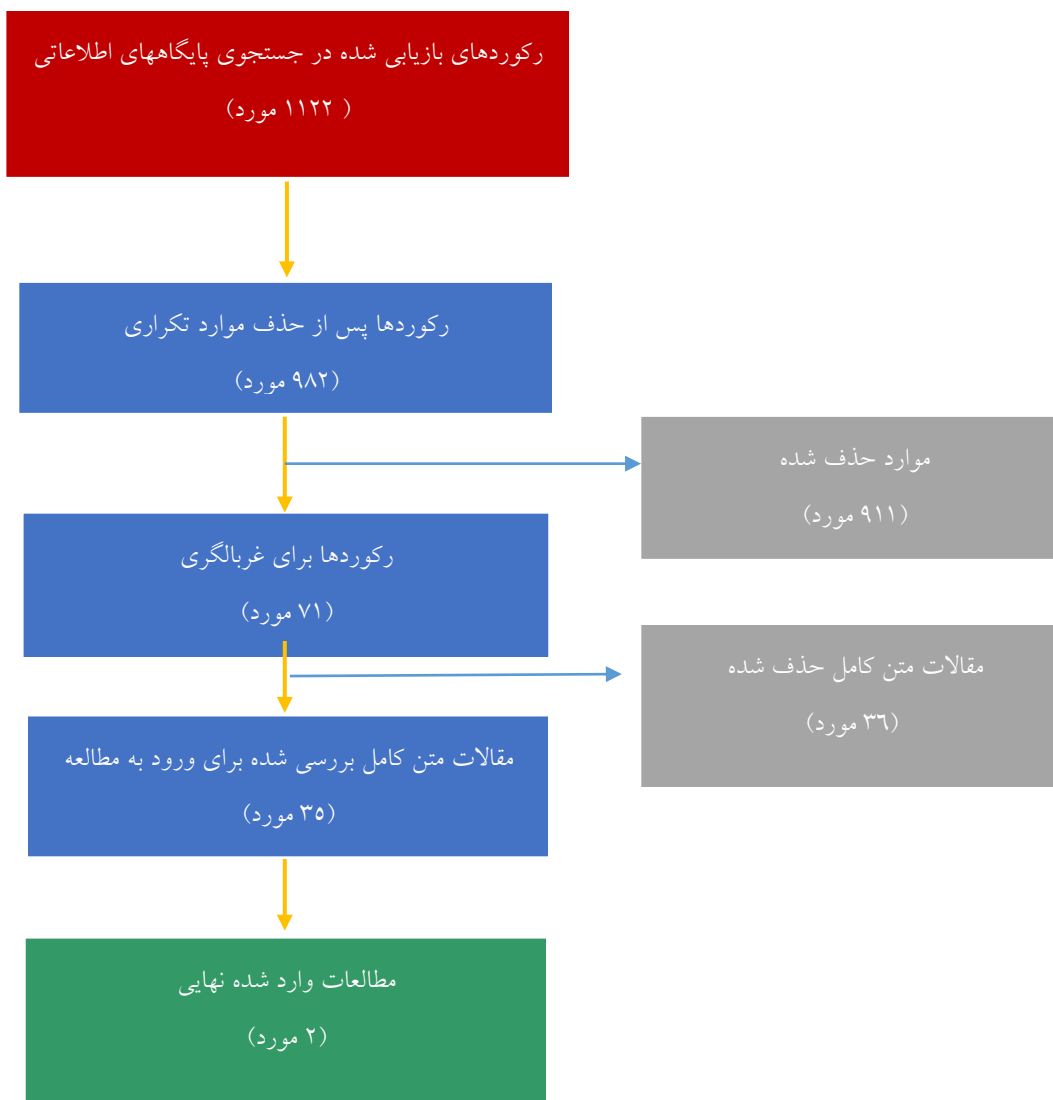 رکوردهای بازیابی شده در جستجوی پایگاههای اطلاعاتی
( ۱۱۲۲ مورد)
رکوردها پس از حذف موارد تکراری
(۹۸۲ مورد)
موارد حذف شده
(۹۱۱ مورد)
رکوردها برای غربالگری
(۷۱ مورد)
مقالات متن کامل حذف شده
(۳٦ مورد)
مقالات متن کامل بررسی شده برای ورود به مطالعه
(۳٥ مورد)
مطالعات وارد شده نهایی
(۲ مورد)